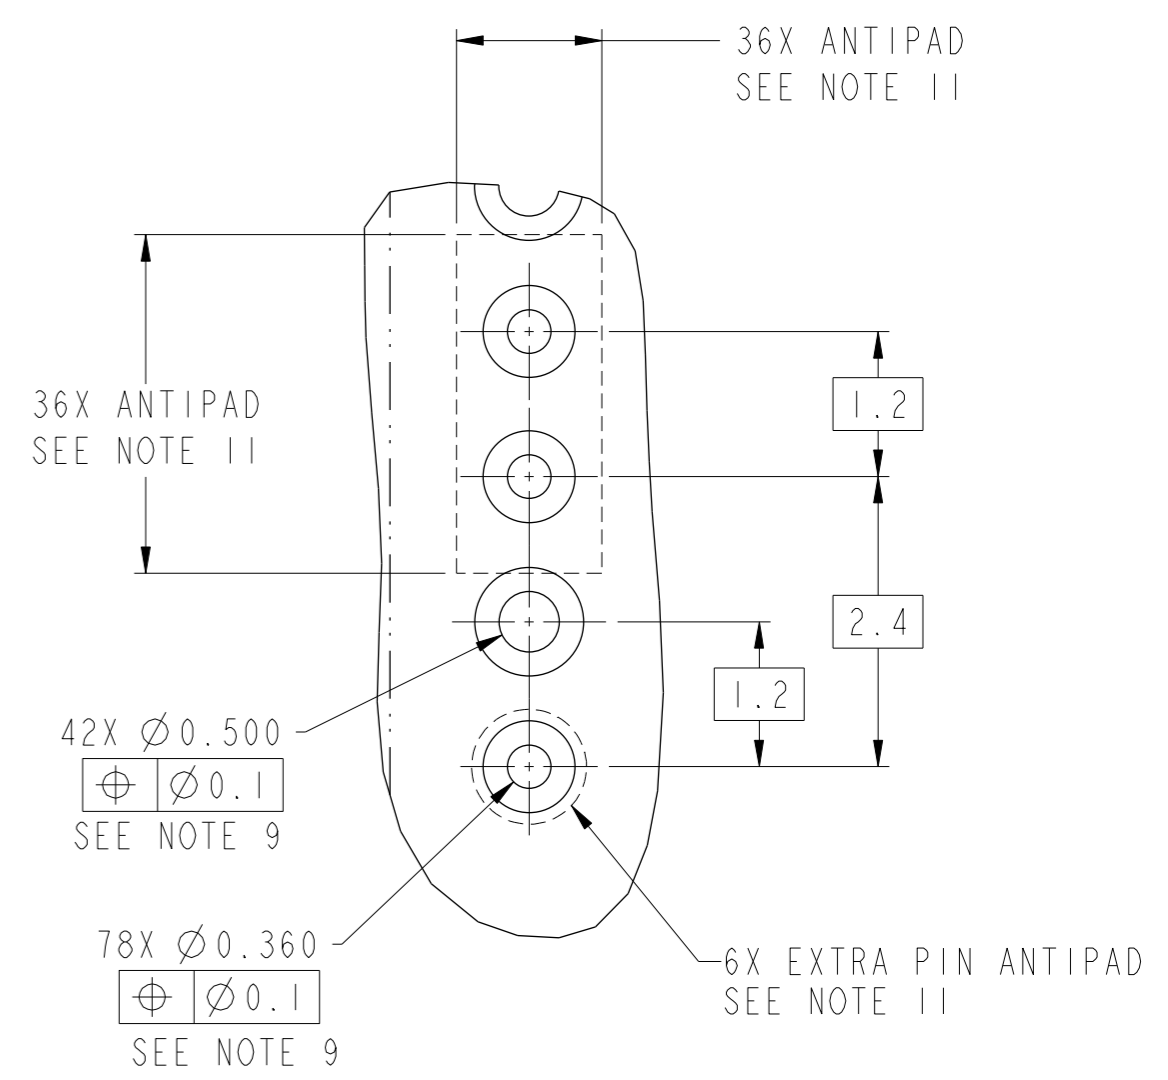 36X ANTIPAD
SEE NOTE 11
36X ANTIPAD
SEE NOTE 11
1.2
2.4
1.2
42X Ø0.500
⌖ Ø0.1
SEE NOTE 9
78X Ø0.360
⌖ Ø0.1
SEE NOTE 9
6X EXTRA PIN ANTIPAD
SEE NOTE 11